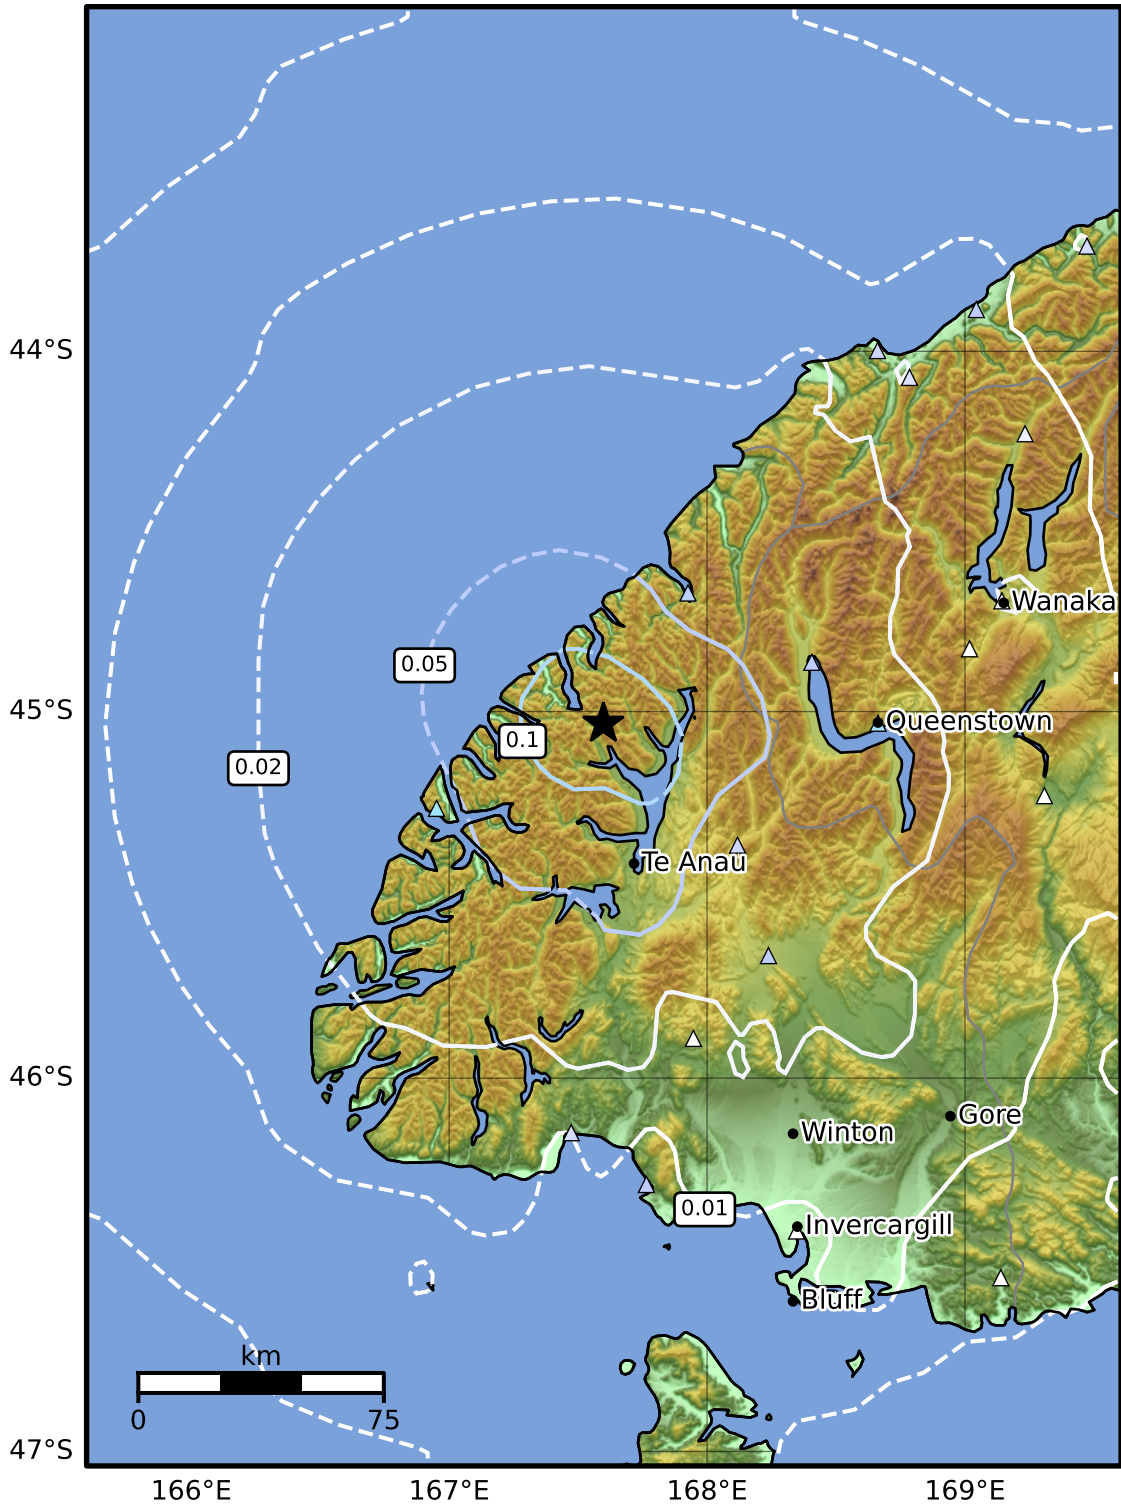 44°S
Wanaka
0.05
45°S
Queenstown
0.1
0.02
Te Anau
46°S
Gore
Winton
0.01
Invercargill
Bluff
km
0
75
47°S
166°E
167°E
168°E
169°E